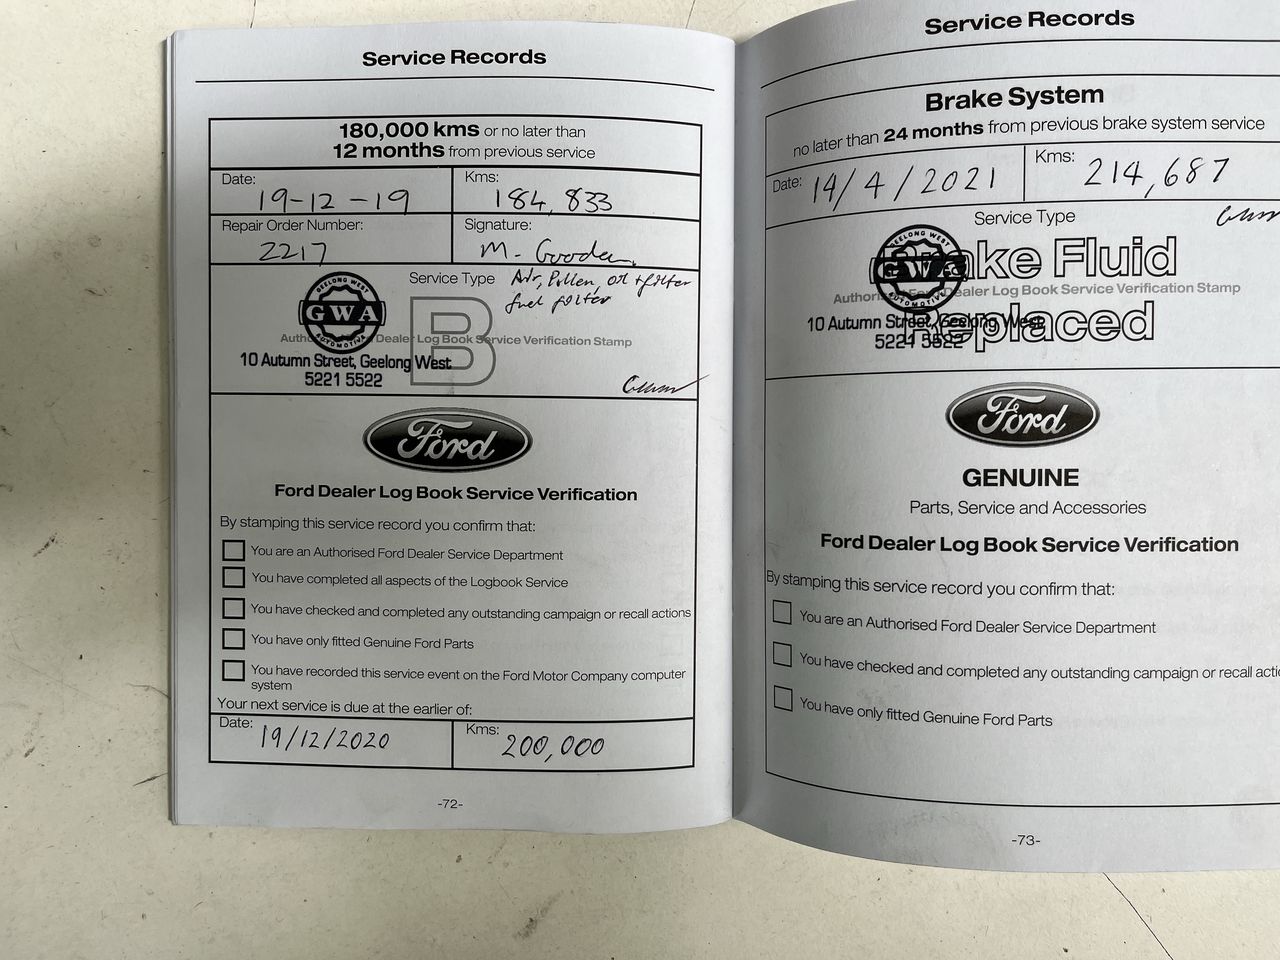 Service Records
180,000 kms or no later than
12 months from previous service
Date: 19-12-19
Kms: 184,833
Repair Order Number: 2217
Signature: M.
Service Type Air, Pollen, oil + filter
fuel filter
B
GEELONG WEST
GWA
AUTOMOTIVE
Dealer Log Book Service Verification Stamp
10 Autumn Street, Geelong West
5221 5522
Ford
Ford Dealer Log Book Service Verification
By stamping this service record you confirm that:
You are an Authorised Ford Dealer Service Department
You have completed all aspects of the Logbook Service
You have checked and completed any outstanding campaign or recall actions
You have only fitted Genuine Ford Parts
You have recorded this service event on the Ford Motor Company computer
system
Your next service is due at the earlier of:
Date: 19/12/2020
Kms: 200,000
-72-
Service Records
Brake System
no later than 24 months from previous brake system service
Date: 14/4/2021
Kms: 214,687
Service Type
Brake Fluid
Replaced
GEELONG WEST
GWA
AUTOMOTIVE
Dealer Log Book Service Verification Stamp
10 Autumn Street, Geelong West
5221 5522
Ford
GENUINE
Parts, Service and Accessories
Ford Dealer Log Book Service Verification
By stamping this service record you confirm that:
You are an Authorised Ford Dealer Service Department
You have checked and completed any outstanding campaign or recall
You have only fitted Genuine Ford Parts
-73-